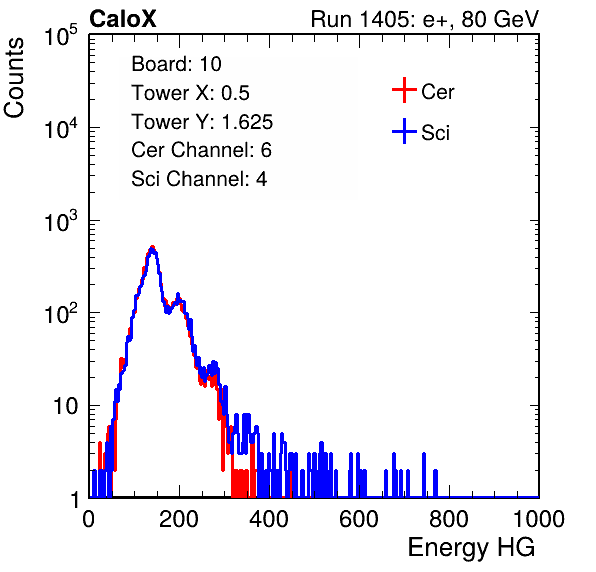 CaloX Run 1405: e+, 80 GeV
Counts
10^5
10^4
10^3
10^2
10
1
Board: 10
Tower X: 0.5
Tower Y: 1.625
Cer Channel: 6
Sci Channel: 4
Cer
Sci
0 200 400 600 800 1000
Energy HG